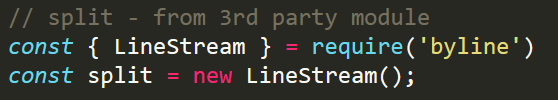 // split - from 3rd party module
const { LineStream } = require('byline')
const split = new LineStream();